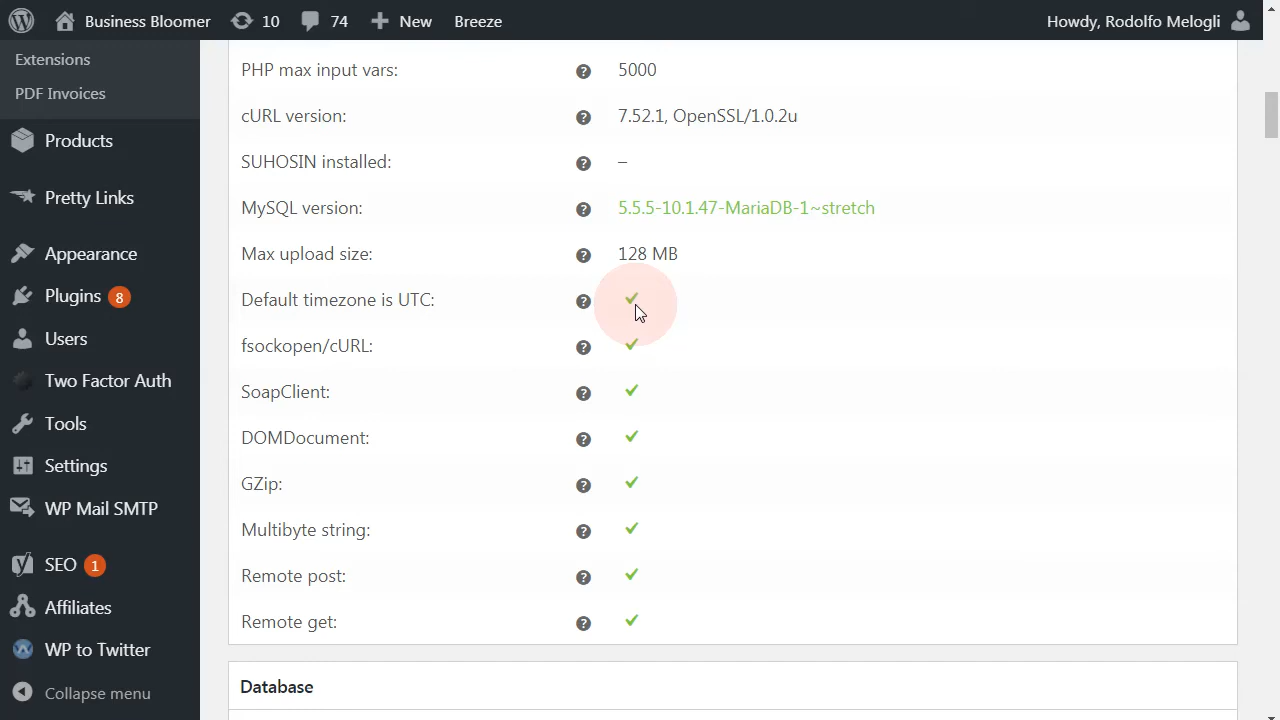 Business Bloomer 10 74 New Breeze Howdy, Rodolfo Melogli
Extensions
PDF Invoices
Products
Pretty Links
Appearance
Plugins 8
Users
Two Factor Auth
Tools
Settings
WP Mail SMTP
SEO 1
Affiliates
WP to Twitter
Collapse menu
PHP max input vars: ? 5000
cURL version: ? 7.52.1, OpenSSL/1.0.2u
SUHOSIN installed: ? –
MySQL version: ? 5.5.5-10.1.47-MariaDB-1~stretch
Max upload size: ? 128 MB
Default timezone is UTC: ? ✔
fsockopen/cURL: ? ✔
SoapClient: ? ✔
DOMDocument: ? ✔
GZip: ? ✔
Multibyte string: ? ✔
Remote post: ? ✔
Remote get: ? ✔
Database